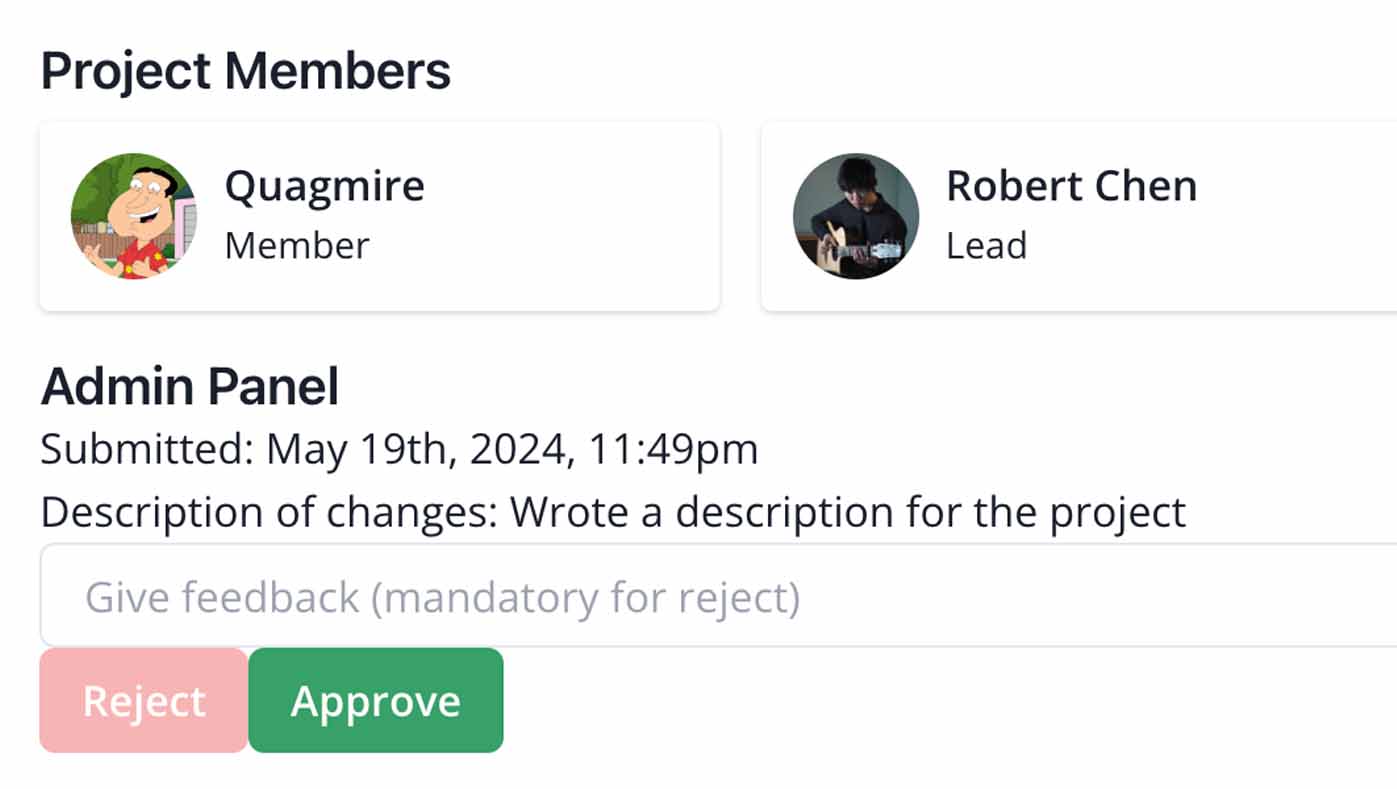 Project Members
Quagmire
Member
Robert Chen
Lead
Admin Panel
Submitted: May 19th, 2024, 11:49pm
Description of changes: Wrote a description for the project
Give feedback (mandatory for reject)
Reject
Approve